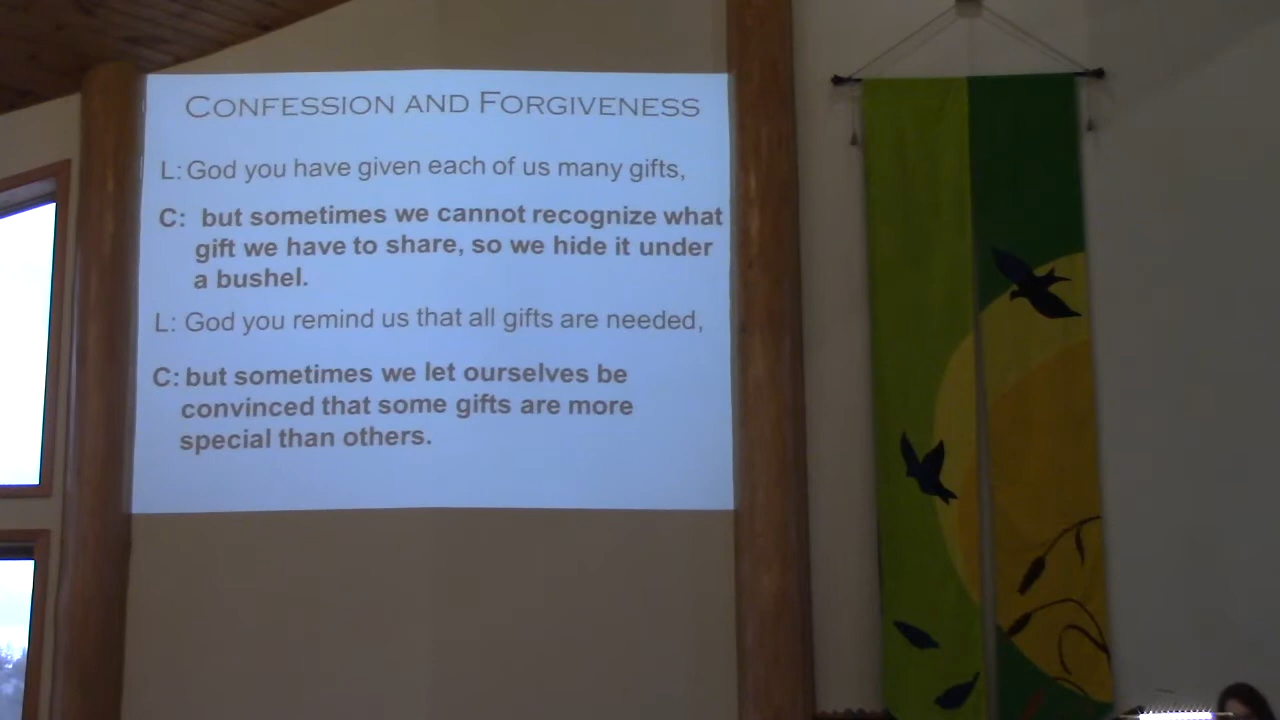 CONFESSION AND FORGIVENESS
L: God you have given each of us many gifts,
C: but sometimes we cannot recognize what
gift we have to share, so we hide it under
a bushel.
L: God you remind us that all gifts are needed,
C: but sometimes we let ourselves be
convinced that some gifts are more
special than others.